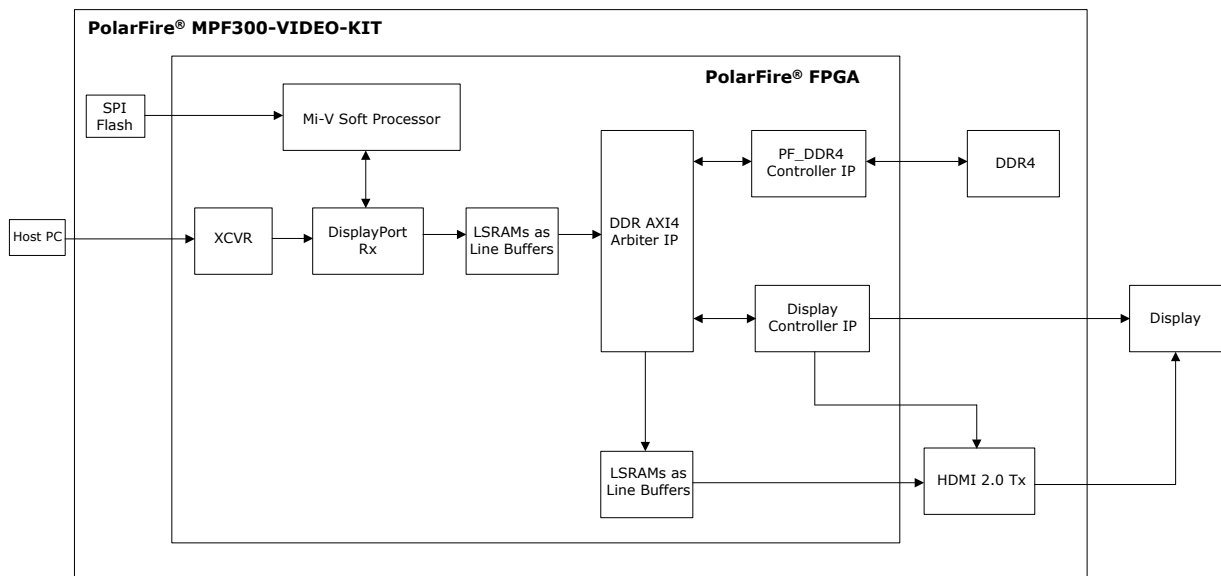 PolarFire® MPF300-VIDEO-KIT
PolarFire® FPGA
SPI
Flash
Mi-V Soft Processor
PF_DDR4
Controller IP
DDR4
Host PC
XCVR
DisplayPort
Rx
LSRAMs as
Line Buffers
DDR AXI4
Arbiter IP
Display
Controller IP
Display
LSRAMs as
Line Buffers
HDMI 2.0 Tx